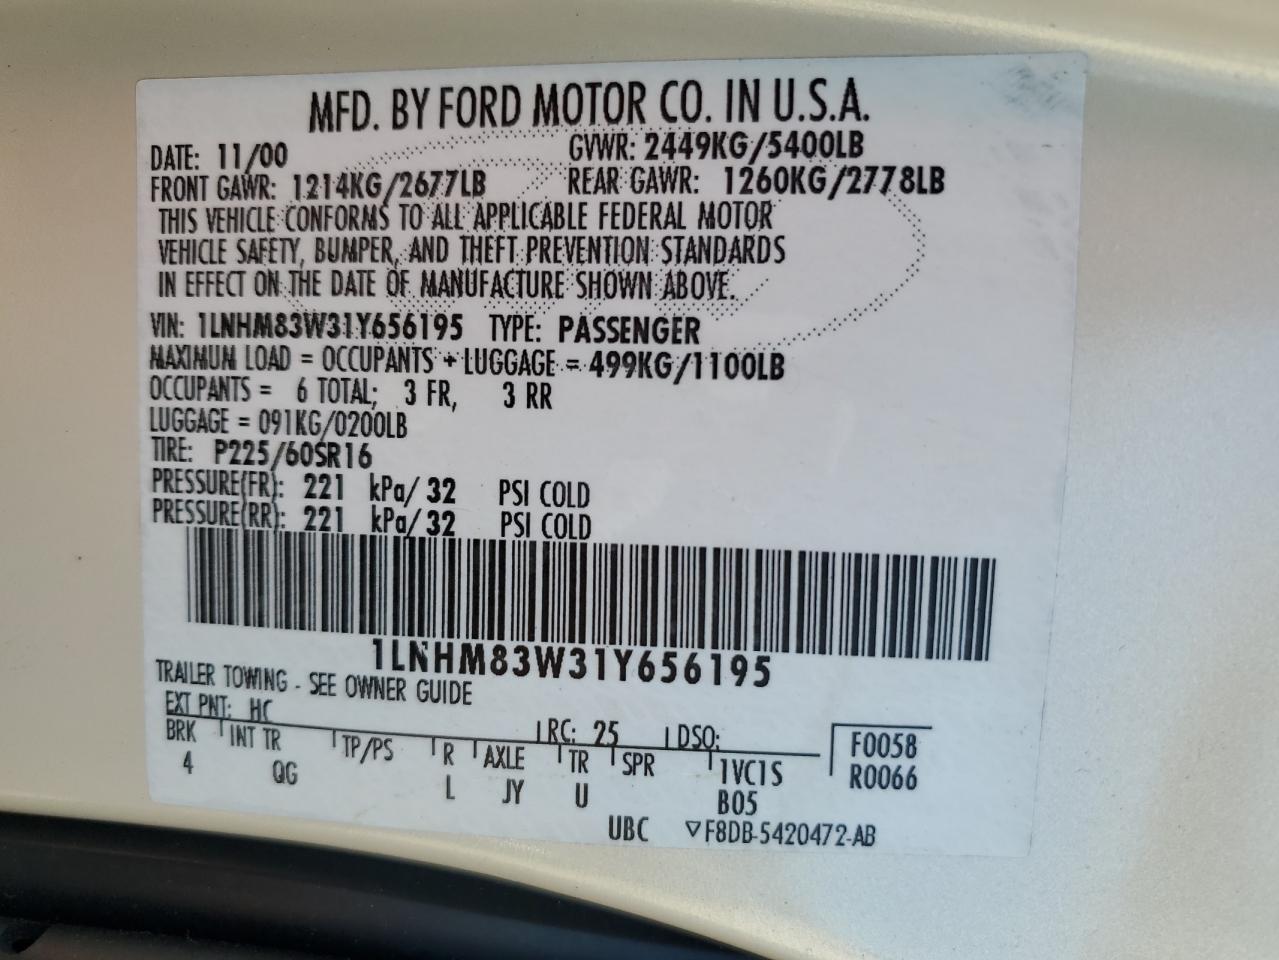 MFD. BY FORD MOTOR CO. IN U.S.A.
DATE: 11/00 GVWR: 2449KG/5400LB
FRONT GAWR: 1214KG/2677LB REAR GAWR: 1260KG/2778LB
THIS VEHICLE CONFORMS TO ALL APPLICABLE FEDERAL MOTOR
VEHICLE SAFETY, BUMPER, AND THEFT PREVENTION STANDARDS
IN EFFECT ON THE DATE OF MANUFACTURE SHOWN ABOVE.
VIN: 1LNHM83W31Y656195 TYPE: PASSENGER
MAXIMUM LOAD = OCCUPANTS + LUGGAGE = 499KG/1100LB
OCCUPANTS = 6 TOTAL; 3 FR, 3 RR
LUGGAGE = 091KG/0200LB
TIRE: P225/60SR16
PRESSURE(FR): 221 kPa/ 32 PSI COLD
PRESSURE(RR): 221 kPa/ 32 PSI COLD
1LNHM83W31Y656195
TRAILER TOWING - SEE OWNER GUIDE
EXT PNT: HC RC: 25 DSO:
BRK INT TR TP/PS R AXLE TR SPR 1VC1S F0058
4 QG L JY U B05 R0066
UBC ▽F8DB-5420472-AB